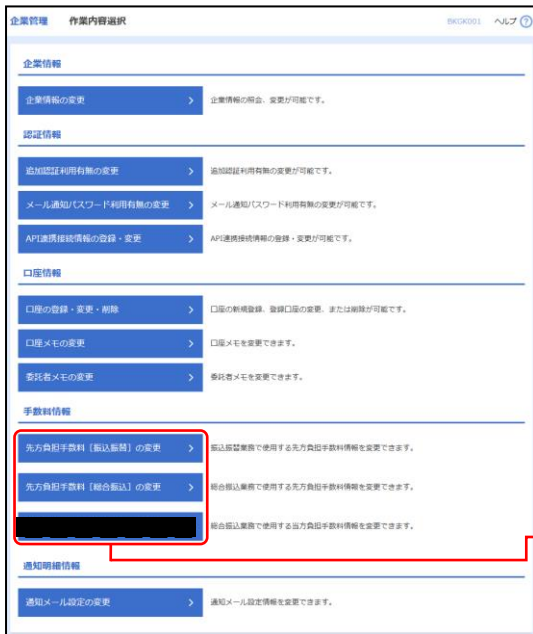 企業管理 作業内容選択 BKGK001 ヘルプ ?
企業情報
企業情報の変更 企業情報の照会、変更が可能です。
認証情報
追加認証利用有無の変更 追加認証利用有無の変更が可能です。
メール通知パスワード利用有無の変更 メール通知パスワード利用有無の変更が可能です。
API連携接続情報の登録・変更 API連携接続情報の登録・変更が可能です。
口座情報
口座の登録・変更・削除 口座の新規登録、登録口座の変更、または削除が可能です。
口座メモの変更 口座メモを変更できます。
委託者メモの変更 委託者メモを変更できます。
手数料情報
先方負担手数料［振込振替］の変更 振込振替業務で使用する先方負担手数料情報を変更できます。
先方負担手数料［総合振込］の変更 総合振込業務で使用する先方負担手数料情報を変更できます。
総合振込業務で使用する当方負担手数料情報を変更できます。
通知明細情報
通知メール設定の変更 通知メール設定情報を変更できます。